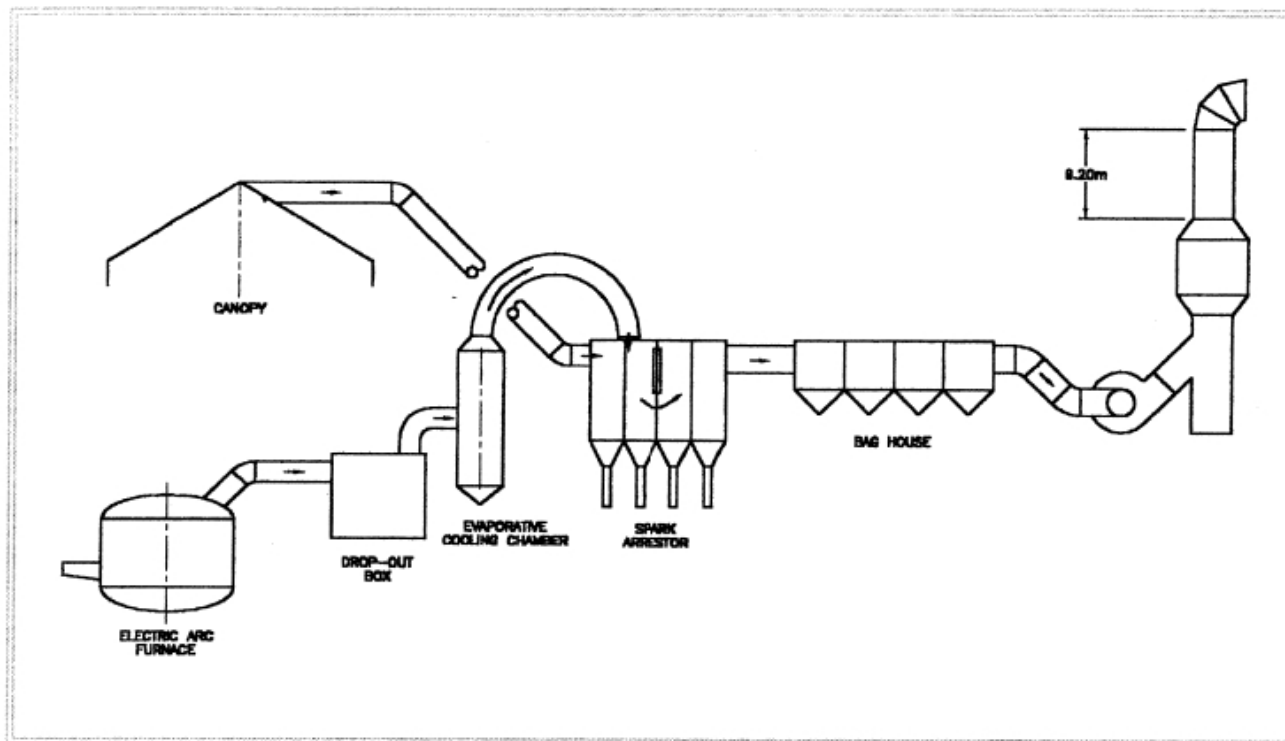 8.20m
CANOPY
BAG HOUSE
EVAPORATIVE
COOLING CHAMBER
SPARK
ARRESTOR
DROP-OUT
BOX
ELECTRIC ARC
FURNACE